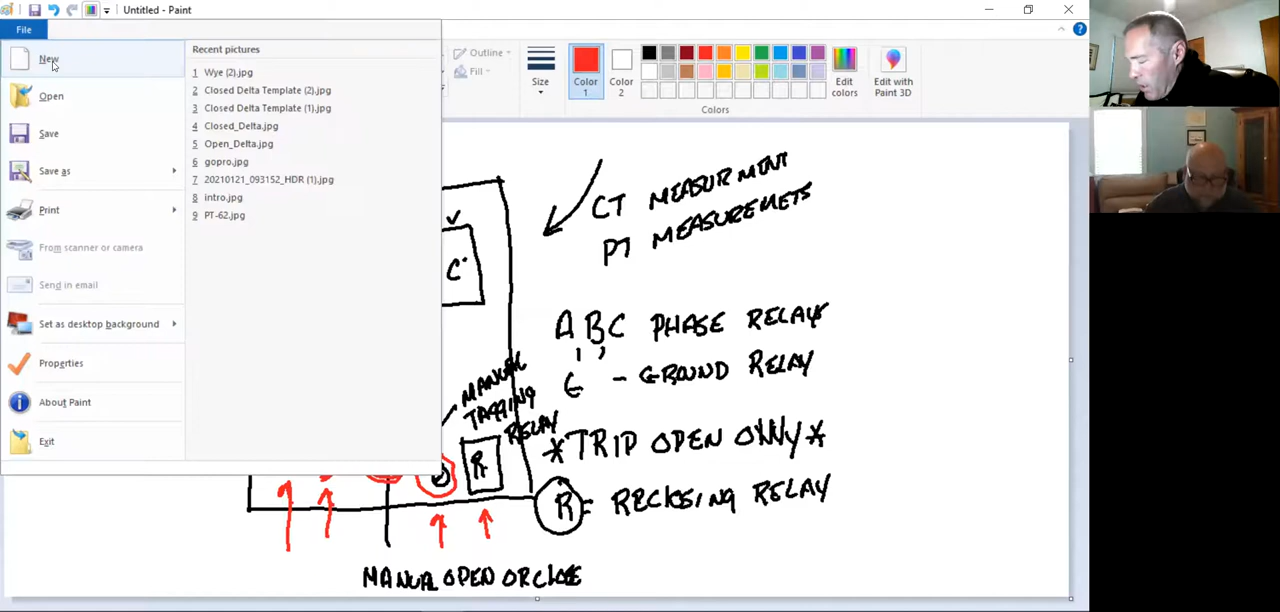 Untitled - Paint
File
New
Open
Save
Save as
Print
From scanner or camera
Send in email
Set as desktop background
Properties
About Paint
Exit
Recent pictures
1 Wye (2).jpg
2 Closed Delta Template (2).jpg
3 Closed Delta Template (1).jpg
4 Closed_Delta.jpg
5 Open_Delta.jpg
6 gopro.jpg
7 20210121_093152_HDR (1).jpg
8 intro.jpg
9 PT-62.jpg
Outline
Fill
Size
Color 1
Color 2
Edit colors
Edit with Paint 3D
Colors
C
CT MEASURMENT
PT MEASUREMETS
ABC PHASE RELAYS
G - GROUND RELAY
MANUAL
TAGGING
RELAY
R
*TRIP OPEN ONLY*
R = RECLOSING RELAY
MANUAL OPEN OR CLOSE